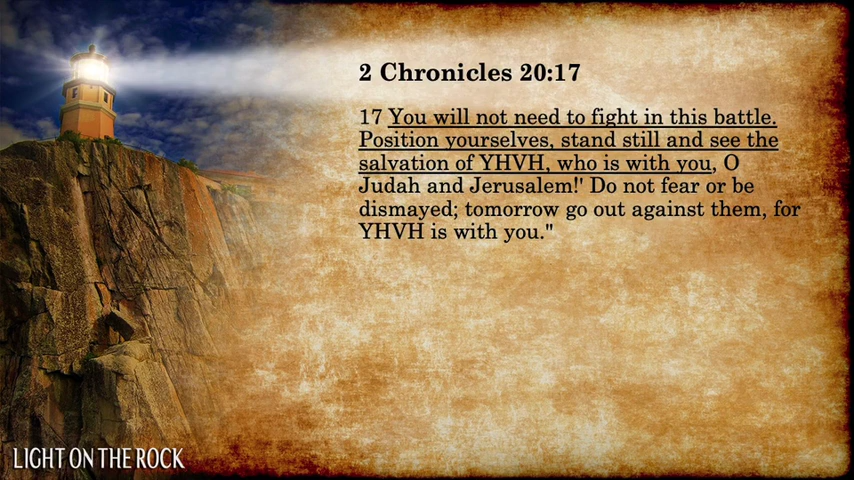 2 Chronicles 20:17
17 You will not need to fight in this battle.
Position yourselves, stand still and see the
salvation of YHVH, who is with you, O
Judah and Jerusalem!' Do not fear or be
dismayed; tomorrow go out against them, for
YHVH is with you."
LIGHT ON THE ROCK